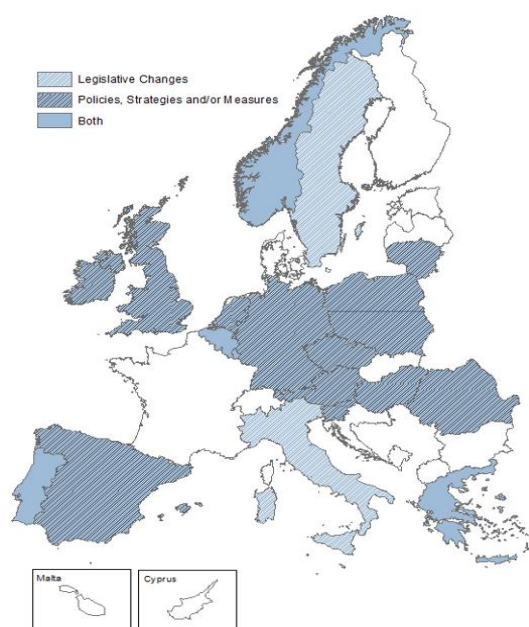 Legislative Changes
Policies, Strategies and/or Measures
Both
Malta
Cyprus